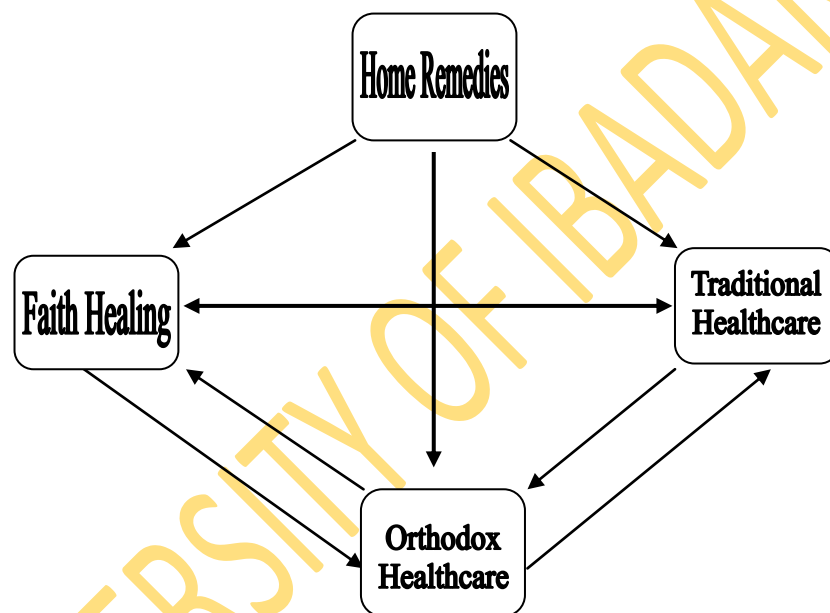 Home Remedies
Faith Healing
Traditional
Healthcare
Orthodox
Healthcare
ERSITY OF IBADAN